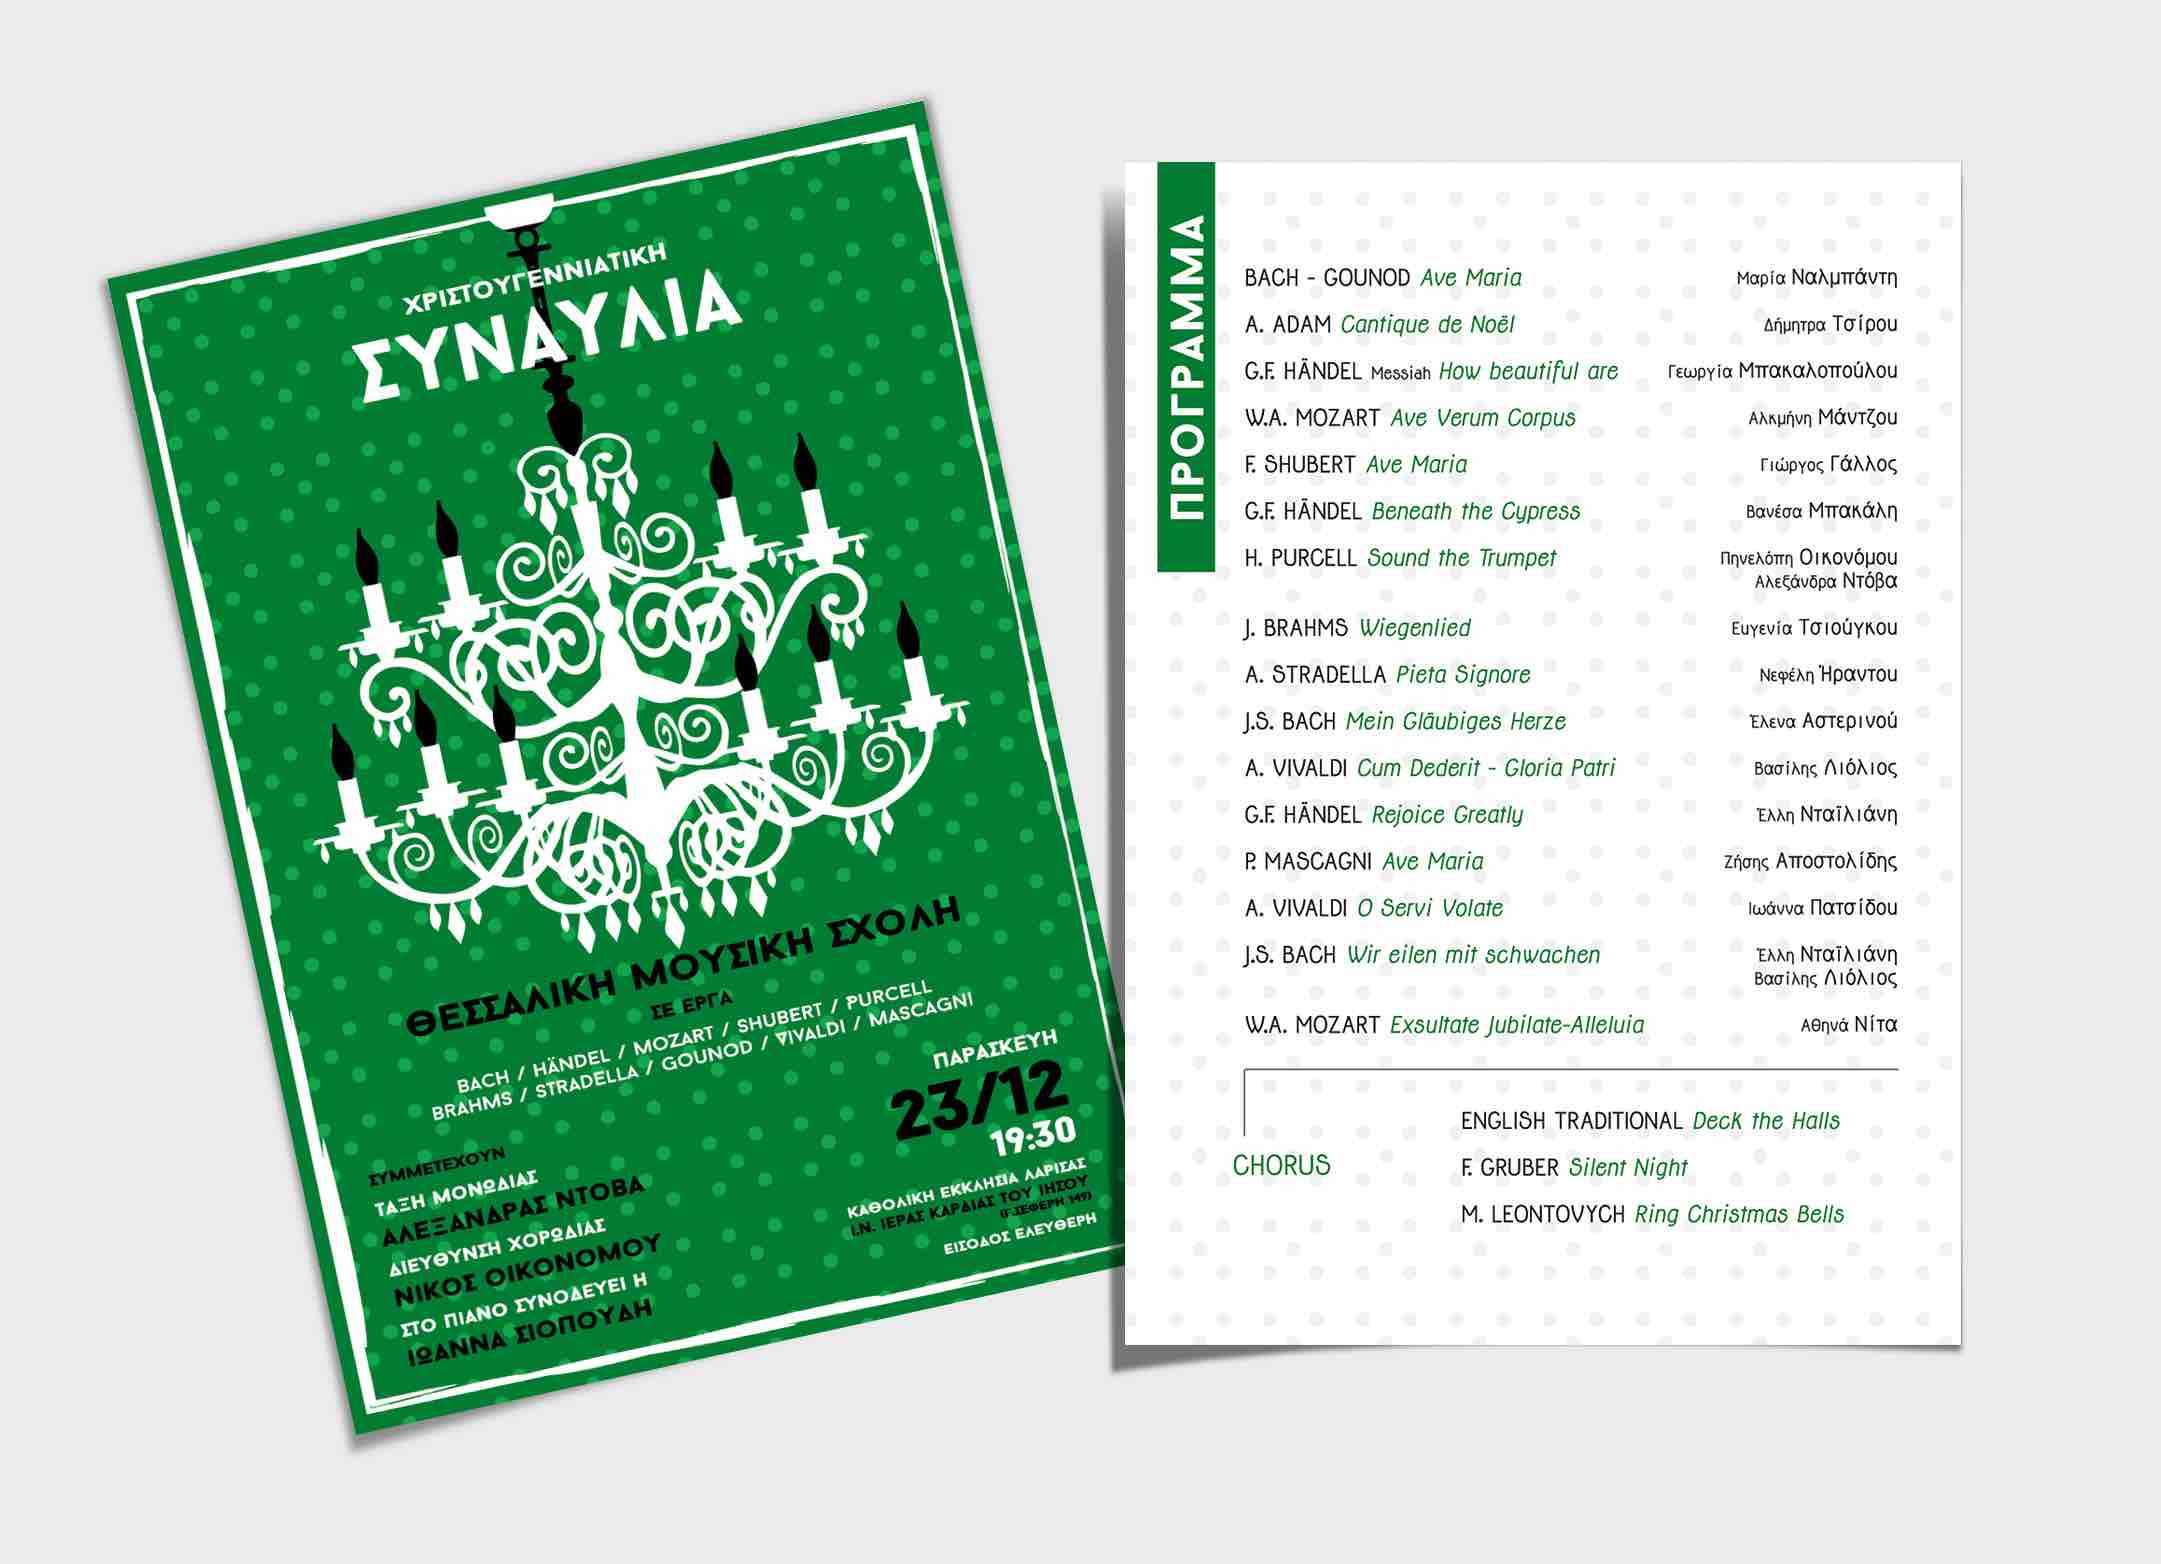 ΧΡΙΣΤΟΥΓΕΝΝΙΑΤΙΚΗ
ΣΥΝΑΥΛΙΑ
ΘΕΣΣΑΛΙΚΗ ΜΟΥΣΙΚΗ ΣΧΟΛΗ
ΣΕ ΕΡΓΑ
BACH / HÄNDEL / MOZART / SHUBERT / PURCELL
BRAHMS / STRADELLA / GOUNOD / VIVALDI / MASCAGNI
ΣΥΜΜΕΤΕΧΟΥΝ
ΤΑΞΗ ΜΟΝΩΔΙΑΣ
ΑΛΕΞΑΝΔΡΑΣ ΝΤΟΒΑ
ΔΙΕΥΘΥΝΣΗ ΧΟΡΩΔΙΑΣ
ΝΙΚΟΣ ΟΙΚΟΝΟΜΟΥ
ΣΤΟ ΠΙΑΝΟ ΣΥΝΟΔΕΥΕΙ Η
ΙΩΑΝΝΑ ΣΙΟΠΟΥΔΗ
ΠΑΡΑΣΚΕΥΗ
23/12
19:30
ΚΑΘΟΛΙΚΗ ΕΚΚΛΗΣΙΑ ΛΑΡΙΣΑΣ
Ι.Ν. ΙΕΡΑΣ ΚΑΡΔΙΑΣ ΤΟΥ ΙΗΣΟΥ
(Γ.ΣΕΦΕΡΗ 149)
ΕΙΣΟΔΟΣ ΕΛΕΥΘΕΡΗ
ΠΡΟΓΡΑΜΜΑ
BACH - GOUNOD Ave Maria Μαρία Ναλμπάντη
A. ADAM Cantique de Noël Δήμητρα Τσίρου
G.F. HÄNDEL Messiah How beautiful are Γεωργία Μπακαλοπούλου
W.A. MOZART Ave Verum Corpus Αλκμήνη Μάντζου
F. SHUBERT Ave Maria Γιώργος Γάλλος
G.F. HÄNDEL Beneath the Cypress Βανέσα Μπακάλη
H. PURCELL Sound the Trumpet Πηνελόπη Οικονόμου
Αλεξάνδρα Ντόβα
J. BRAHMS Wiegenlied Ευγενία Τσιούγκου
A. STRADELLA Pieta Signore Νεφέλη Ήραντου
J.S. BACH Mein Gläubiges Herze Έλενα Αστερινού
A. VIVALDI Cum Dederit - Gloria Patri Βασίλης Λιόλιος
G.F. HÄNDEL Rejoice Greatly Έλλη Νταϊλιάνη
P. MASCAGNI Ave Maria Ζήσης Αποστολίδης
A. VIVALDI O Servi Volate Ιωάννα Πατσίδου
J.S. BACH Wir eilen mit schwachen Έλλη Νταϊλιάνη
Βασίλης Λιόλιος
W.A. MOZART Exsultate Jubilate-Alleluia Αθηνά Νίτα
CHORUS
ENGLISH TRADITIONAL Deck the Halls
F. GRUBER Silent Night
M. LEONTOVYCH Ring Christmas Bells